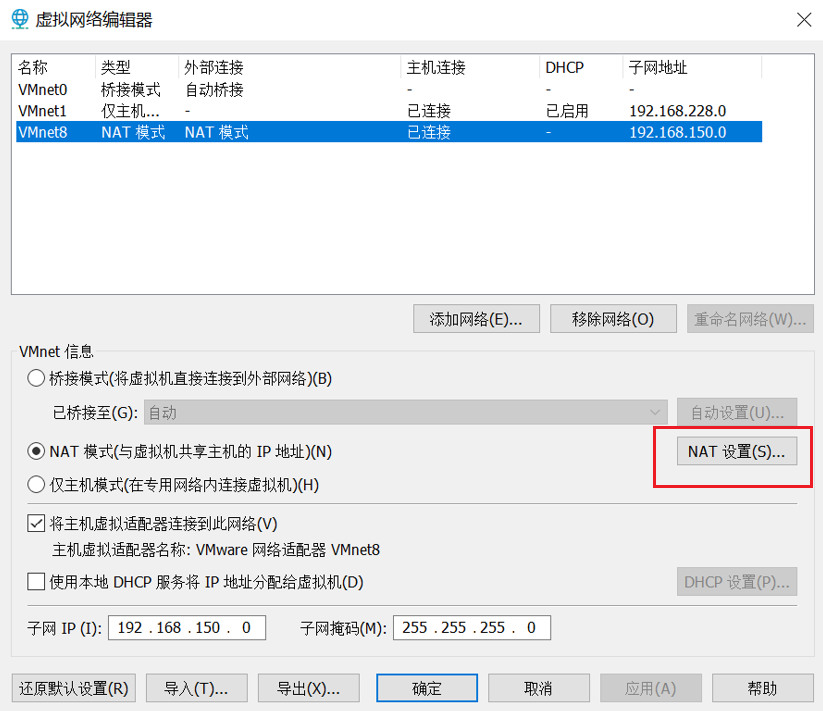 虚拟网络编辑器
名称 类型 外部连接 主机连接 DHCP 子网地址
VMnet0 桥接模式 自动桥接 - - -
VMnet1 仅主机... - 已连接 已启用 192.168.228.0
VMnet8 NAT 模式 NAT 模式 已连接 - 192.168.150.0
添加网络(E)... 移除网络(O) 重命名网络(W)...
VMnet 信息
桥接模式(将虚拟机直接连接到外部网络)(B)
已桥接至(G): 自动 自动设置(U)...
NAT 模式(与虚拟机共享主机的 IP 地址)(N) NAT 设置(S)...
仅主机模式(在专用网络内连接虚拟机)(H)
将主机虚拟适配器连接到此网络(V)
主机虚拟适配器名称: VMware 网络适配器 VMnet8
使用本地 DHCP 服务将 IP 地址分配给虚拟机(D) DHCP 设置(P)...
子网 IP (I): 192 . 168 . 150 . 0 子网掩码(M): 255 . 255 . 255 . 0
还原默认设置(R) 导入(T)... 导出(X)... 确定 取消 应用(A) 帮助